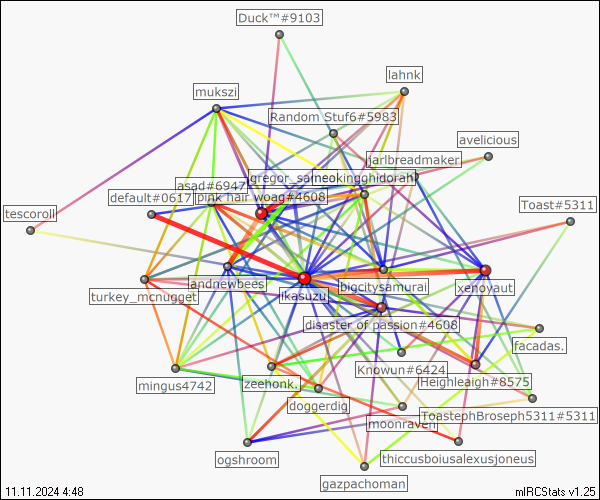 Duck™#9103
lahnk
mukszi
Random Stuf6#5983
avelicious
jarlbreadmaker
gregor_sameokingghidorah
asad#6947
pink hair woag#4608
default#0617
tescoroll
Toast#5311
andnewbees
bigcitysamurai
xenoyaut
turkey_mcnugget
ikasuzu
disaster of passion#4608
facadas.
Knowun#6424
mingus4742
zeehonk.
Heighleaigh#8575
doggerdig
ToastephBroseph5311#5311
moonraven
ogshroom
thiccusboiusalexusjoneus
gazpachoman
11.11.2024 4:48
mIRCStats v1.25